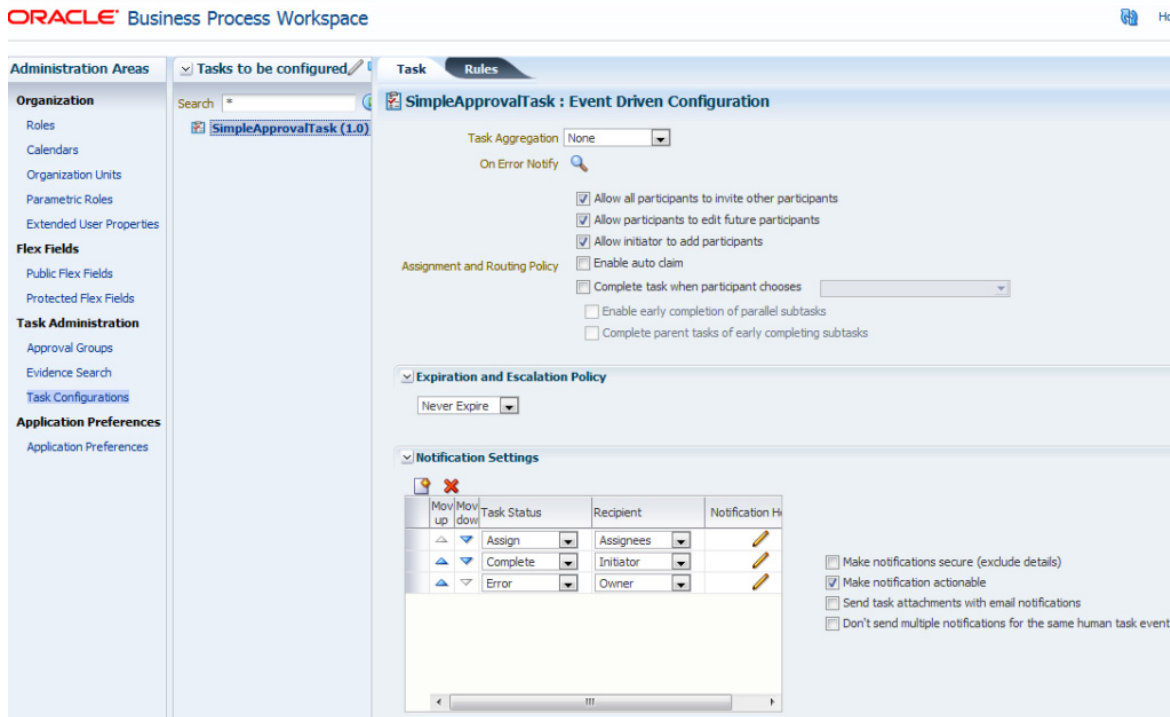 ORACLE Business Process Workspace
Administration Areas
Organization
Roles
Calendars
Organization Units
Parametric Roles
Extended User Properties
Flex Fields
Public Flex Fields
Protected Flex Fields
Task Administration
Approval Groups
Evidence Search
Task Configurations
Application Preferences
Application Preferences
Tasks to be configured
Search *
SimpleApprovalTask (1.0)
Task Rules
SimpleApprovalTask : Event Driven Configuration
Task Aggregation None
On Error Notify
Assignment and Routing Policy
Allow all participants to invite other participants
Allow participants to edit future participants
Allow initiator to add participants
Enable auto claim
Complete task when participant chooses
Enable early completion of parallel subtasks
Complete parent tasks of early completing subtasks
Expiration and Escalation Policy
Never Expire
Notification Settings
Mov up Mov dow Task Status Recipient Notification
Assign Assignees
Complete Initiator
Error Owner
Make notifications secure (exclude details)
Make notification actionable
Send task attachments with email notifications
Don't send multiple notifications for the same human task event